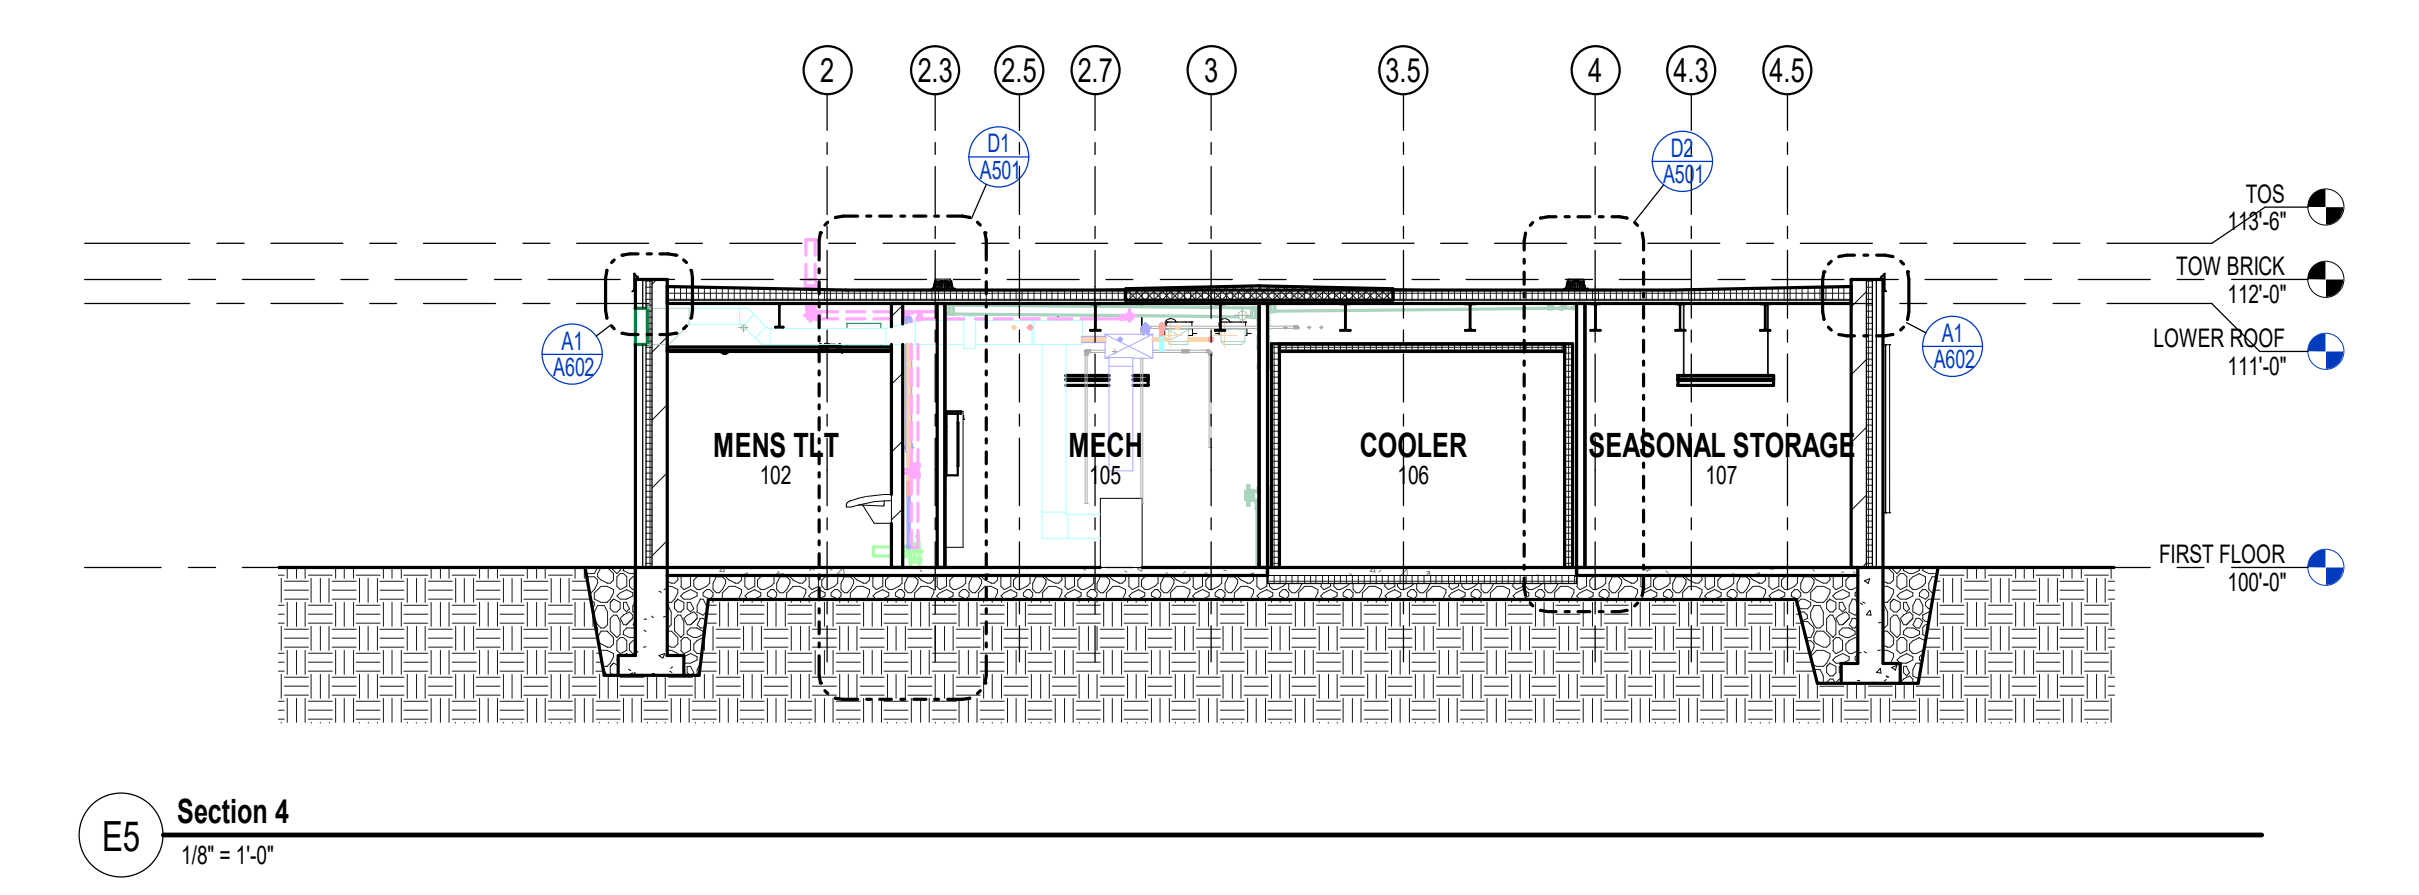 2
2.3
2.5
2.7
3
3.5
4
4.3
4.5
D1
A501
D2
A501
TOS
113'-6"
TOW BRICK
112'-0"
LOWER ROOF
111'-0"
A1
A602
A1
A602
MENS TLT
102
MECH
105
COOLER
106
SEASONAL STORAGE
107
FIRST FLOOR
100'-0"
E5
Section 4
1/8" = 1'-0"